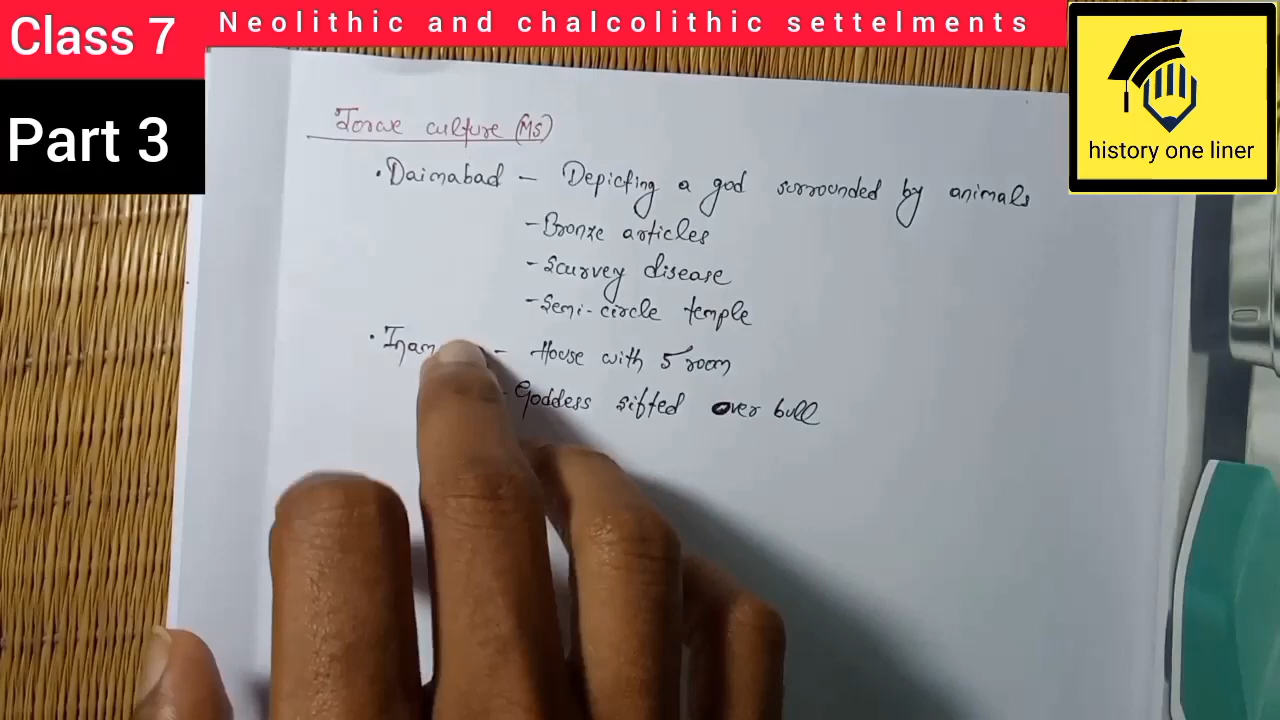 Class 7
Neolithic and chalcolithic settelments
Part 3
history one liner
Jorwe culture (MS)
• Daimabad – Depicting a god surrounded by animals
- Bronze articles
- Scurvey disease
- Semi-circle temple
• – House with 5 room
- Goddess sitted over bull